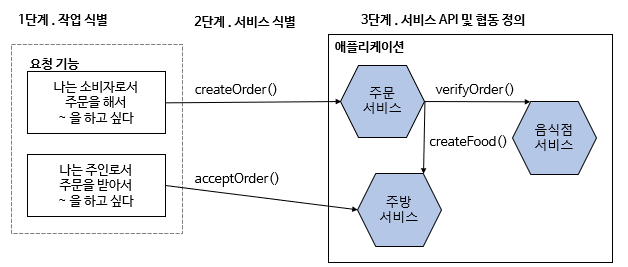 1단계 . 작업 식별
2단계 . 서비스 식별
3단계 . 서비스 API 및 협동 정의
요청 기능
나는 소비자로서
주문을 해서
~ 을 하고 싶다
나는 주인로서
주문을 받아서
~ 을 하고 싶다
createOrder()
acceptOrder()
애플리케이션
주문
서비스
verifyOrder()
음식점
서비스
createFood()
주방
서비스